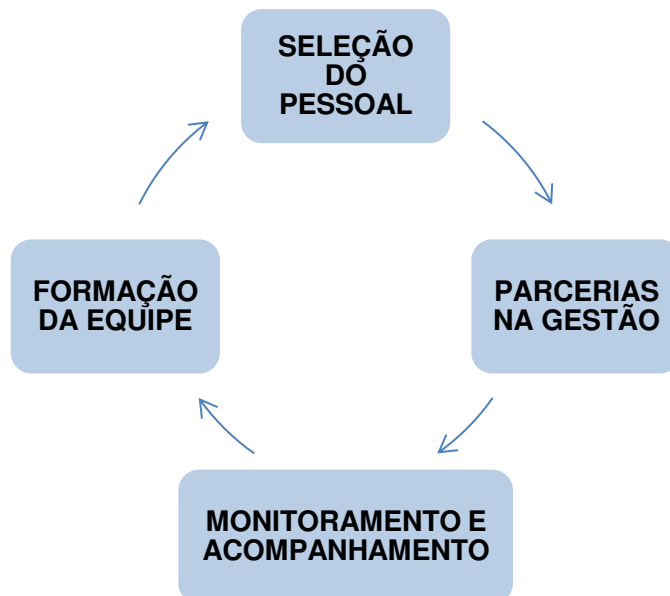 SELEÇÃO
DO
PESSOAL
PARCERIAS
NA GESTÃO
MONITORAMENTO E
ACOMPANHAMENTO
FORMAÇÃO
DA EQUIPE